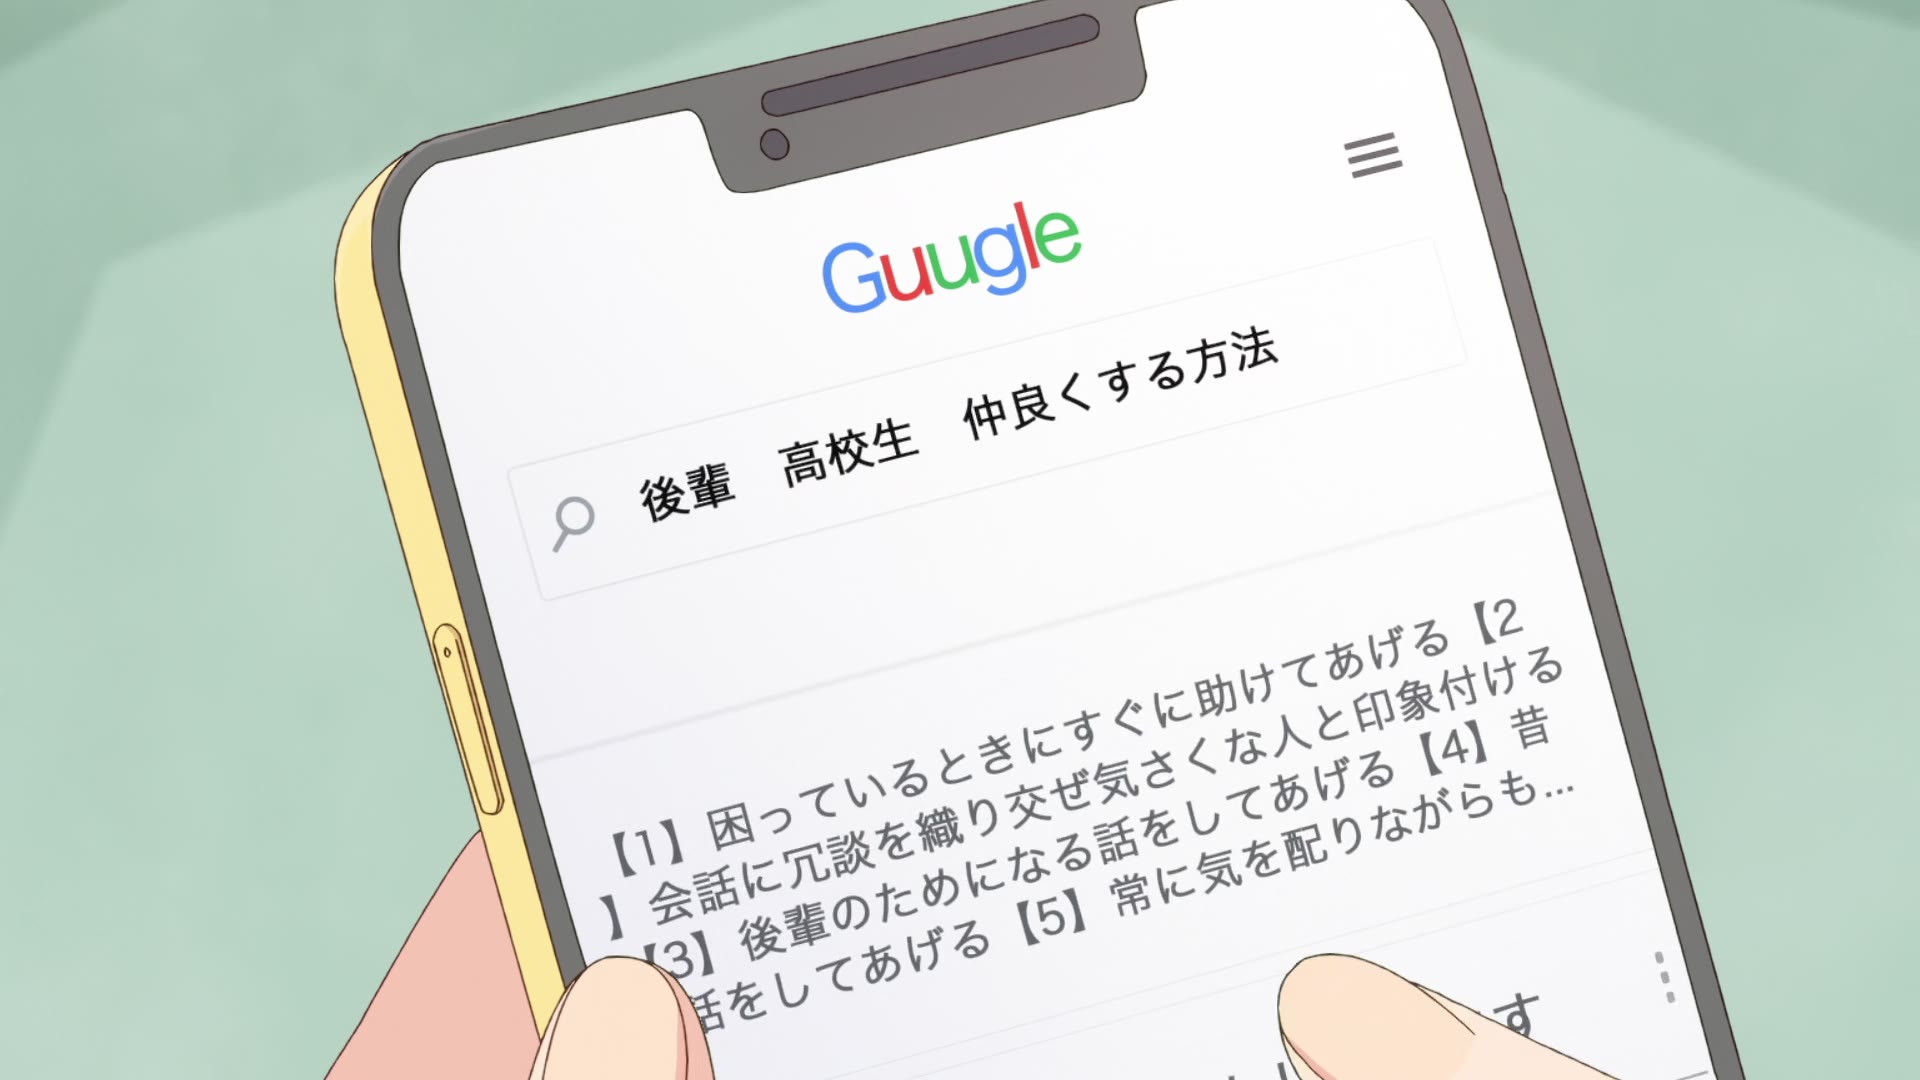 Guugle
後輩　高校生　仲良くする方法
【1】困っているときにすぐに助けてあげる【2
】会話に冗談を織り交ぜ気さくな人と印象付ける
【3】後輩のためになる話をしてあげる【4】昔
話をしてあげる【5】常に気を配りながらも...
す